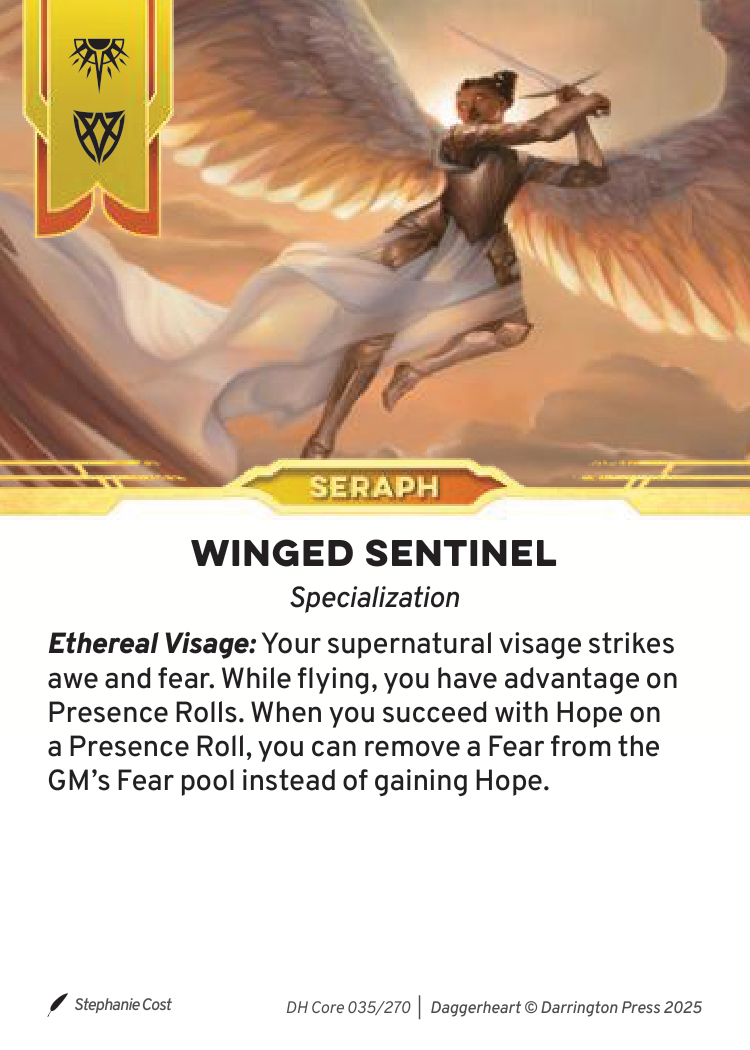 SERAPH
WINGED SENTINEL
Specialization
Ethereal Visage: Your supernatural visage strikes
awe and fear. While flying, you have advantage on
Presence Rolls. When you succeed with Hope on
a Presence Roll, you can remove a Fear from the
GM’s Fear pool instead of gaining Hope.
Stephanie Cost
DH Core 035/270 | Daggerheart © Darrington Press 2025